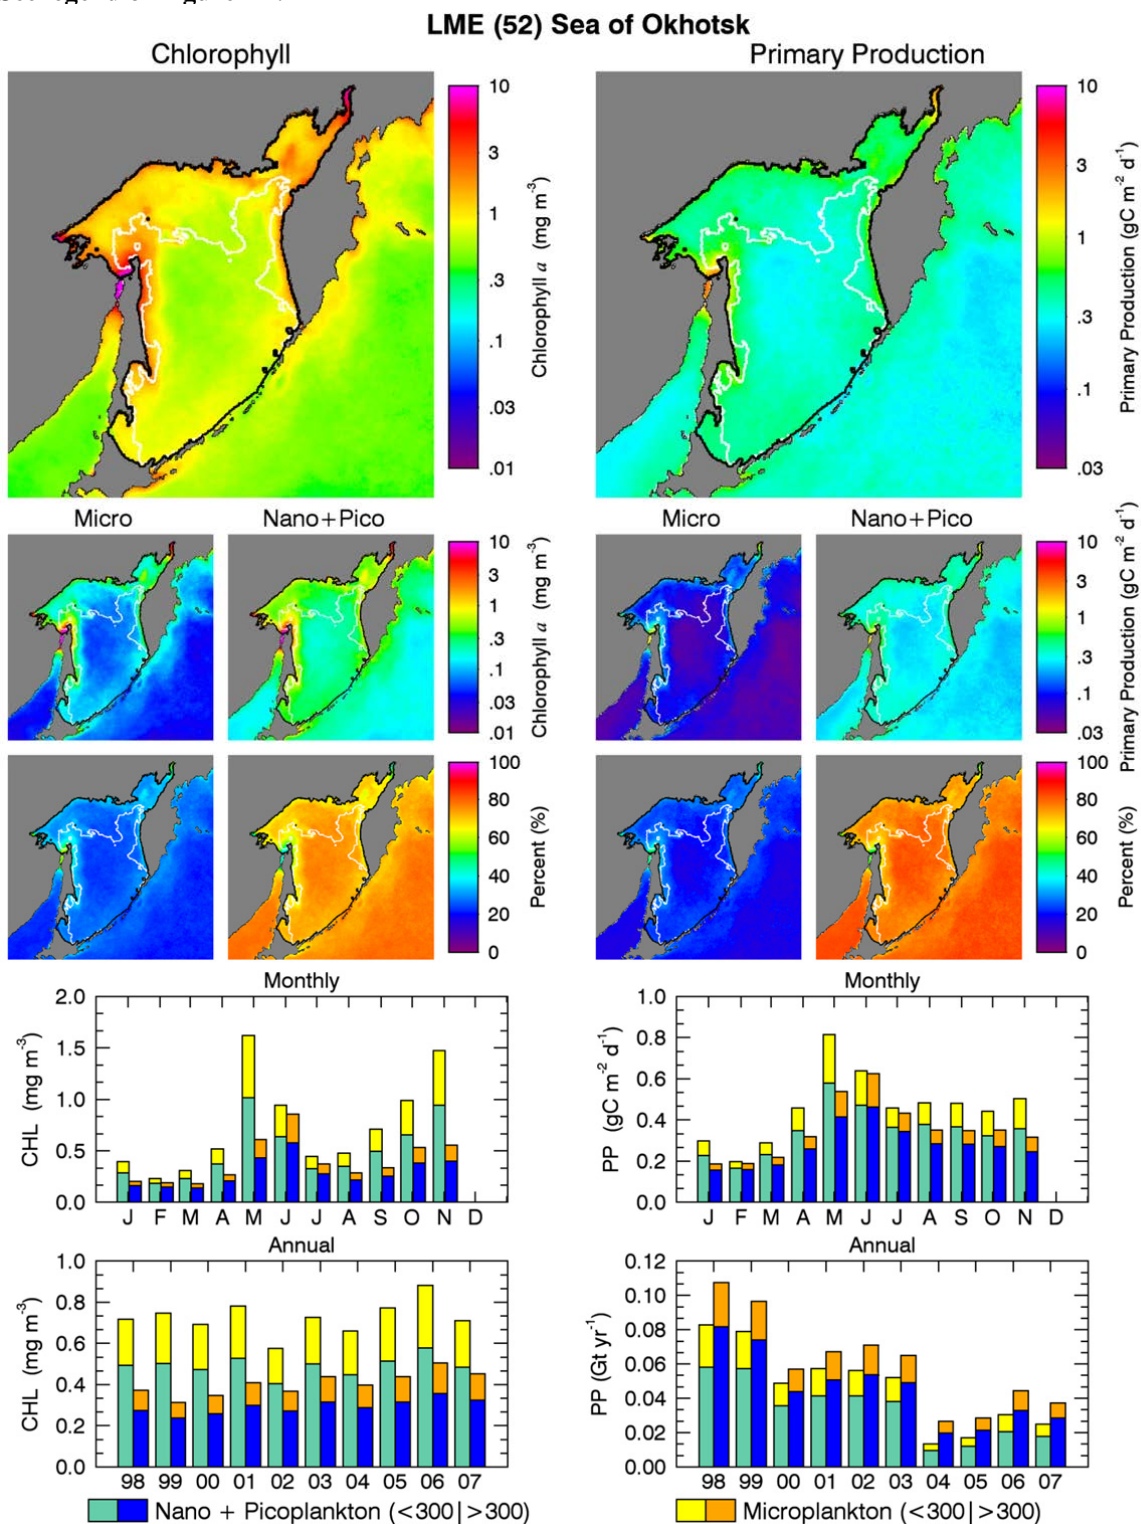 LME (52) Sea of Okhotsk
Chlorophyll
Primary Production
10
3
1
.3
.1
.03
.01
Chlorophyll a (mg m-3)
10
3
1
.3
.1
.03
Primary Production (gC m-2 d-1)
Micro
Nano+Pico
Micro
Nano+Pico
10
3
1
.3
.1
.03
.01
Chlorophyll a (mg m-3)
10
3
1
.3
.1
.03
Primary Production (gC m-2 d-1)
100
80
60
40
20
0
Percent (%)
100
80
60
40
20
0
Percent (%)
Monthly
2.0
1.5
1.0
0.5
0.0
CHL (mg m-3)
J F M A M J J A S O N D
Monthly
1.0
0.8
0.6
0.4
0.2
0.0
PP (gC m-2 d-1)
J F M A M J J A S O N D
Annual
1.0
0.8
0.6
0.4
0.2
0.0
CHL (mg m-3)
98 99 00 01 02 03 04 05 06 07
Annual
0.12
0.10
0.08
0.06
0.04
0.02
0.00
PP (Gt yr-1)
98 99 00 01 02 03 04 05 06 07
Nano + Picoplankton (<300|>300)
Microplankton (<300|>300)